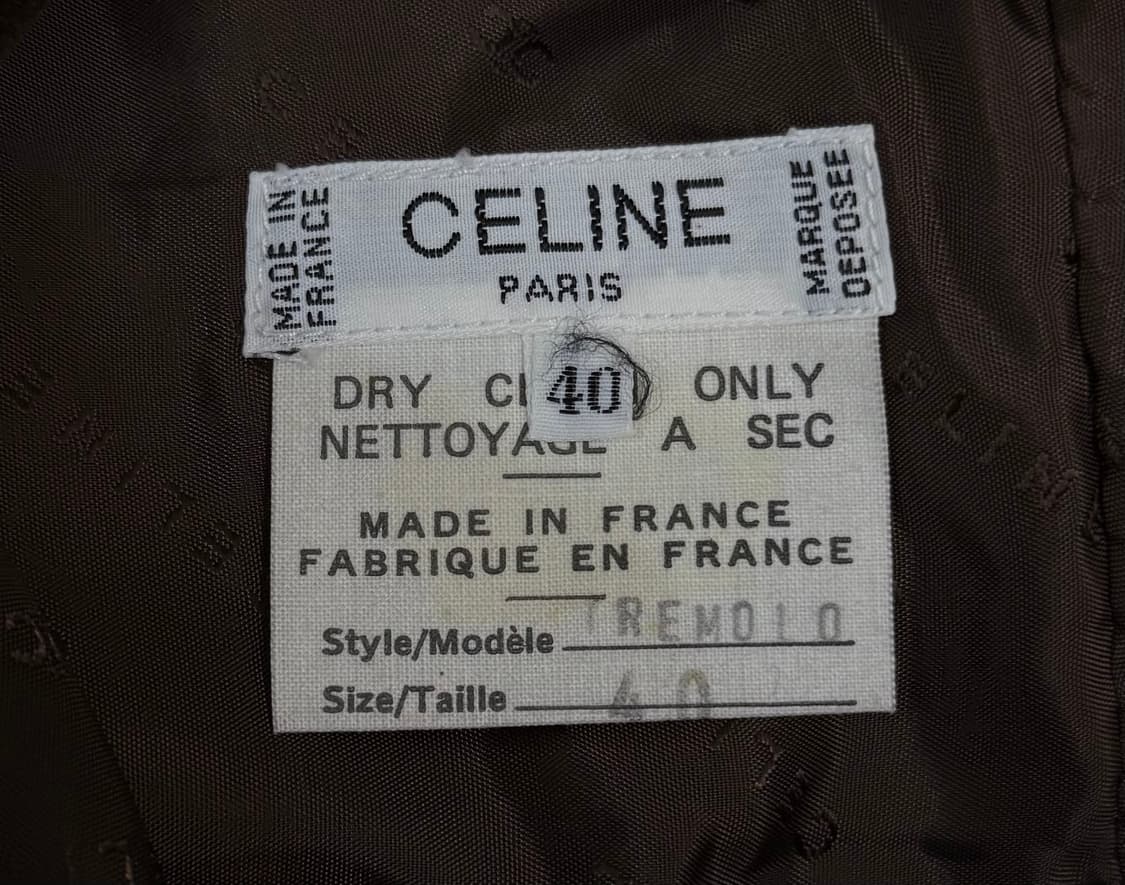 MADE IN
FRANCE
CELINE
PARIS
MARQUE
DEPOSEE
40
DRY ONLY
NETTOYAGE A SEC
MADE IN FRANCE
FABRIQUE EN FRANCE
Style/Modèle TREMOLO
Size/Taille 40